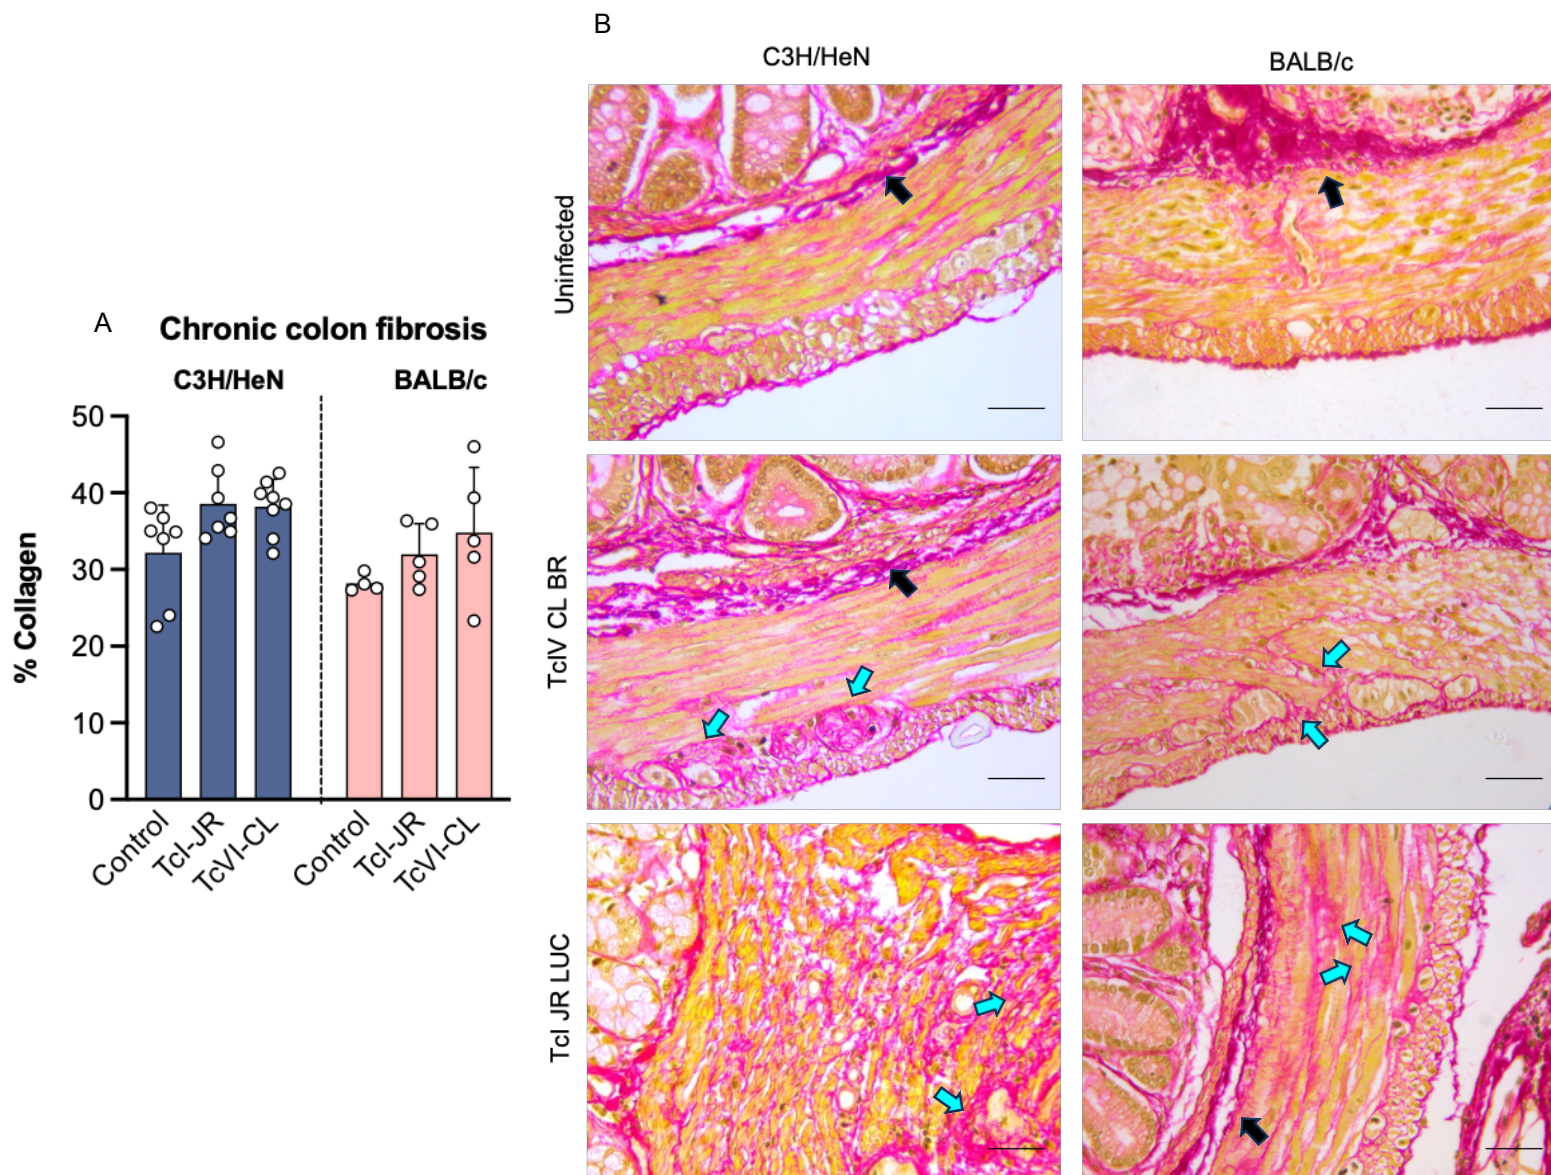 A
Chronic colon fibrosis
C3H/HeN
BALB/c
% Collagen
50
40
30
20
10
0
Control
TcI-JR
TcVI-CL
Control
TcI-JR
TcVI-CL
B
C3H/HeN
BALB/c
Uninfected
TcIV CL BR
TcI JR LUC